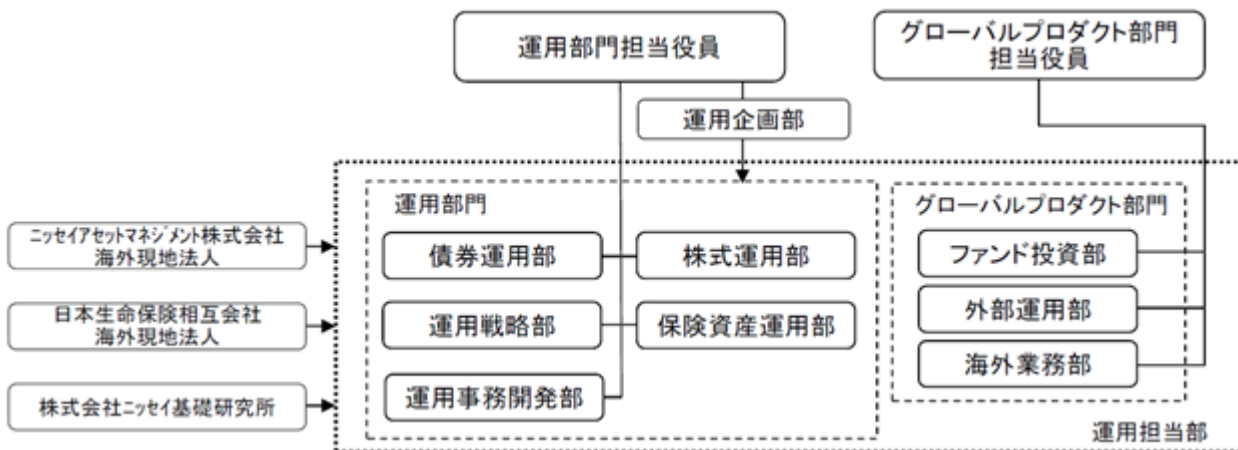 運用部門担当役員
グローバルプロダクト部門
担当役員
運用企画部
運用部門
グローバルプロダクト部門
ニッセイアセットマネジメント株式会社
海外現地法人
債券運用部
株式運用部
ファンド投資部
日本生命保険相互会社
海外現地法人
運用戦略部
保険資産運用部
外部運用部
海外業務部
株式会社ニッセイ基礎研究所
運用事務開発部
運用担当部